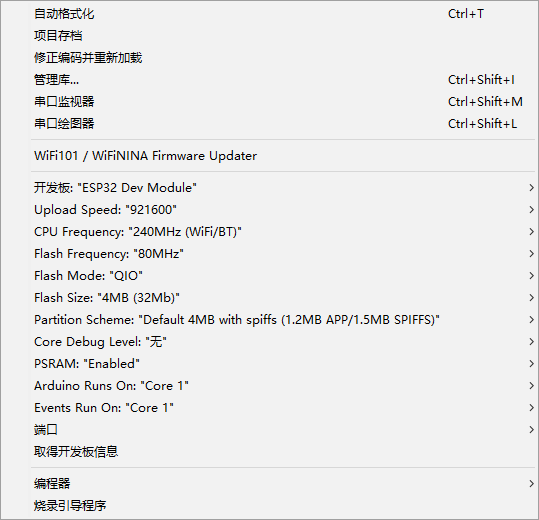 自动格式化 Ctrl+T
项目存档
修正编码并重新加载
管理库... Ctrl+Shift+I
串口监视器 Ctrl+Shift+M
串口绘图器 Ctrl+Shift+L
WiFi101 / WiFiNINA Firmware Updater
开发板: "ESP32 Dev Module"
Upload Speed: "921600"
CPU Frequency: "240MHz (WiFi/BT)"
Flash Frequency: "80MHz"
Flash Mode: "QIO"
Flash Size: "4MB (32Mb)"
Partition Scheme: "Default 4MB with spiffs (1.2MB APP/1.5MB SPIFFS)"
Core Debug Level: "无"
PSRAM: "Enabled"
Arduino Runs On: "Core 1"
Events Run On: "Core 1"
端口
取得开发板信息
编程器
烧录引导程序